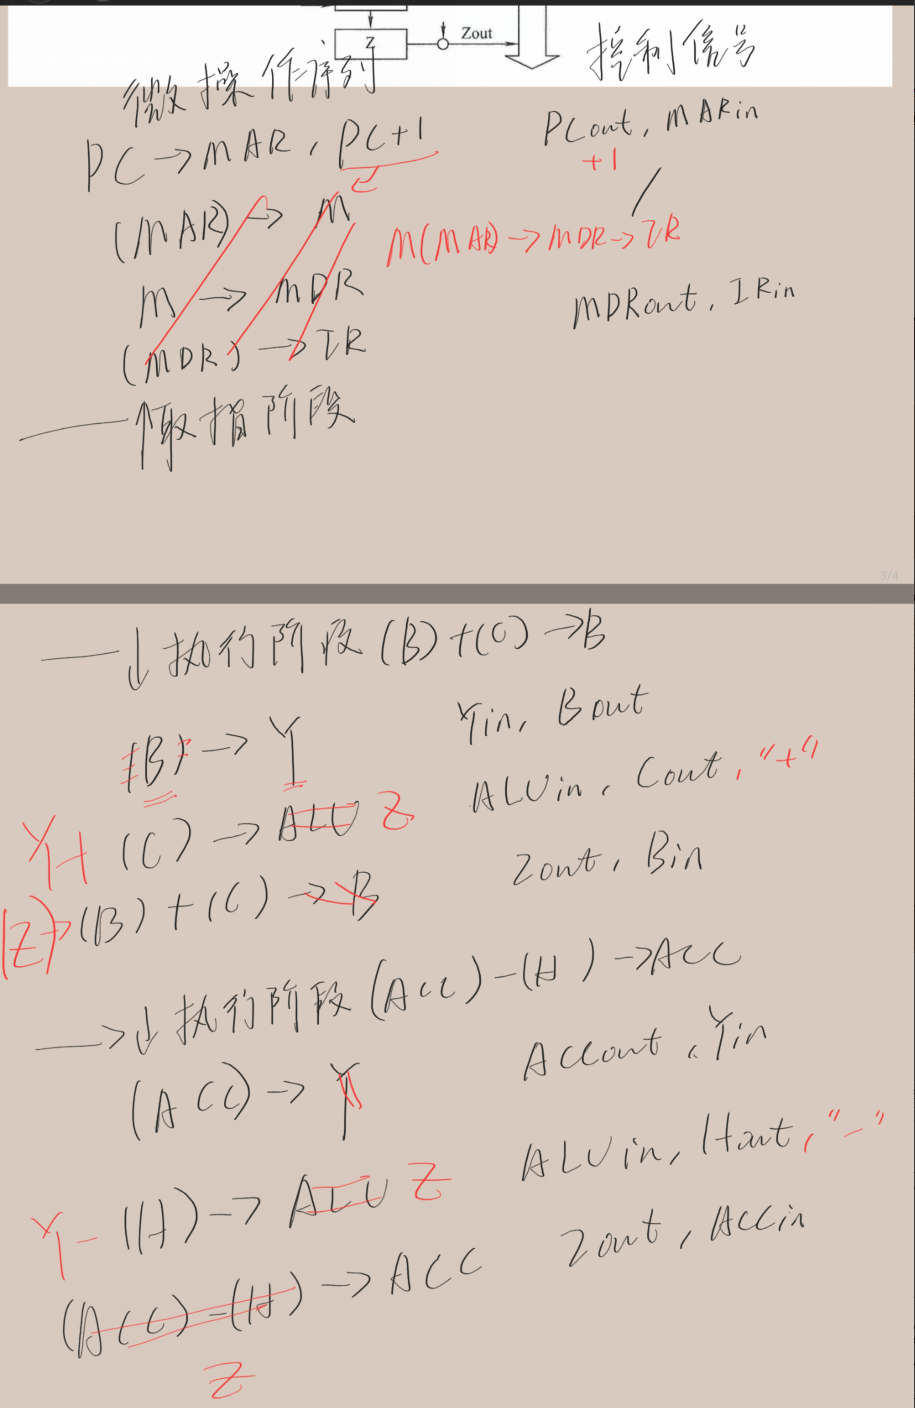 Z
Zout
微操作序列
控制信号
PC→MAR, PC+1
PCout, MARin
+1
(MAR)→M
M(MAR)→MDR→IR
M→MDR
MDRout, IRin
(MDR)→IR
↑取指阶段
3/4
↓执行阶段(B)+(C)→B
(B)→Y
Yin, Bout
Y+(C)→ALU Z
ALUin, Cout, "+"
(Z)→(B)+(C)→B
Zout, Bin
→↓执行阶段(ACC)-(H)→ACC
(ACC)→Y
ACCout, Yin
Y-(H)→ALU Z
ALUin, Hout, "-"
(ACC)-(H)→ACC
Zout, ACCin
Z